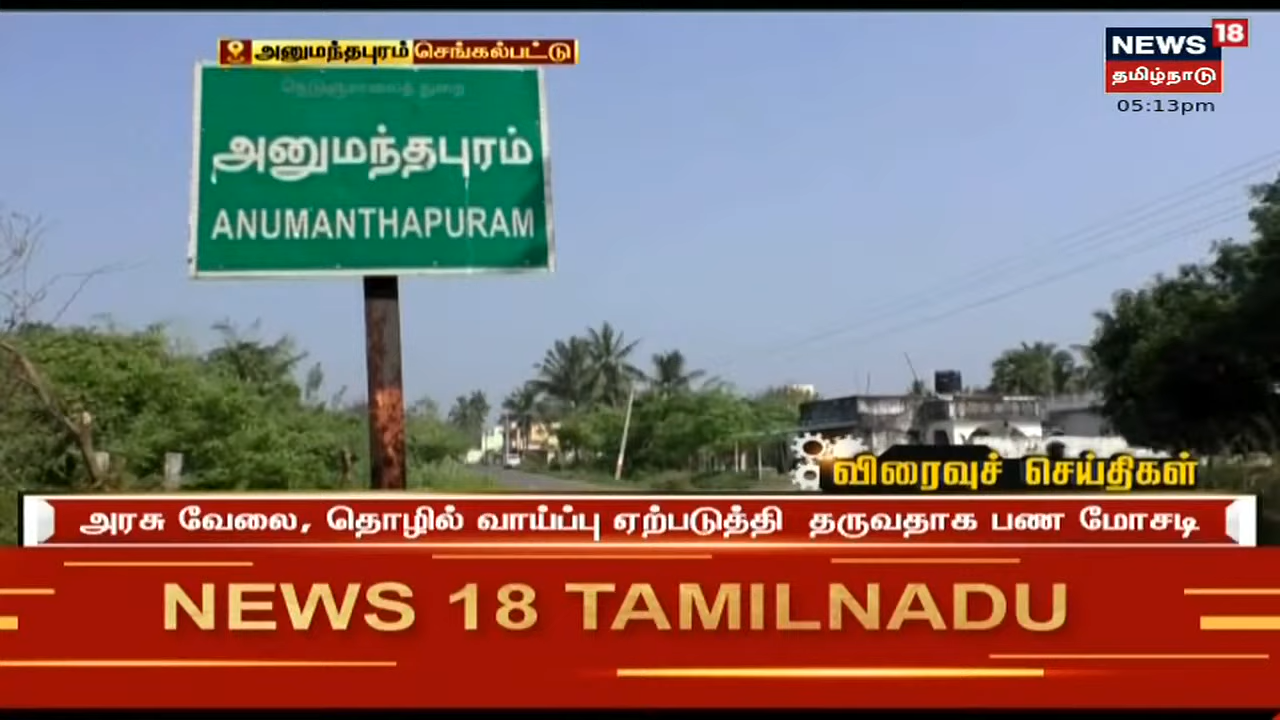 அனுமந்தபுரம் செங்கல்பட்டு
NEWS 18
தமிழ்நாடு
05:13pm
நெடுஞ்சாலைத் துறை
அனுமந்தபுரம்
ANUMANTHAPURAM
விரைவுச் செய்திகள்
அரசு வேலை, தொழில் வாய்ப்பு ஏற்படுத்தி தருவதாக பண மோசடி
NEWS 18 TAMILNADU